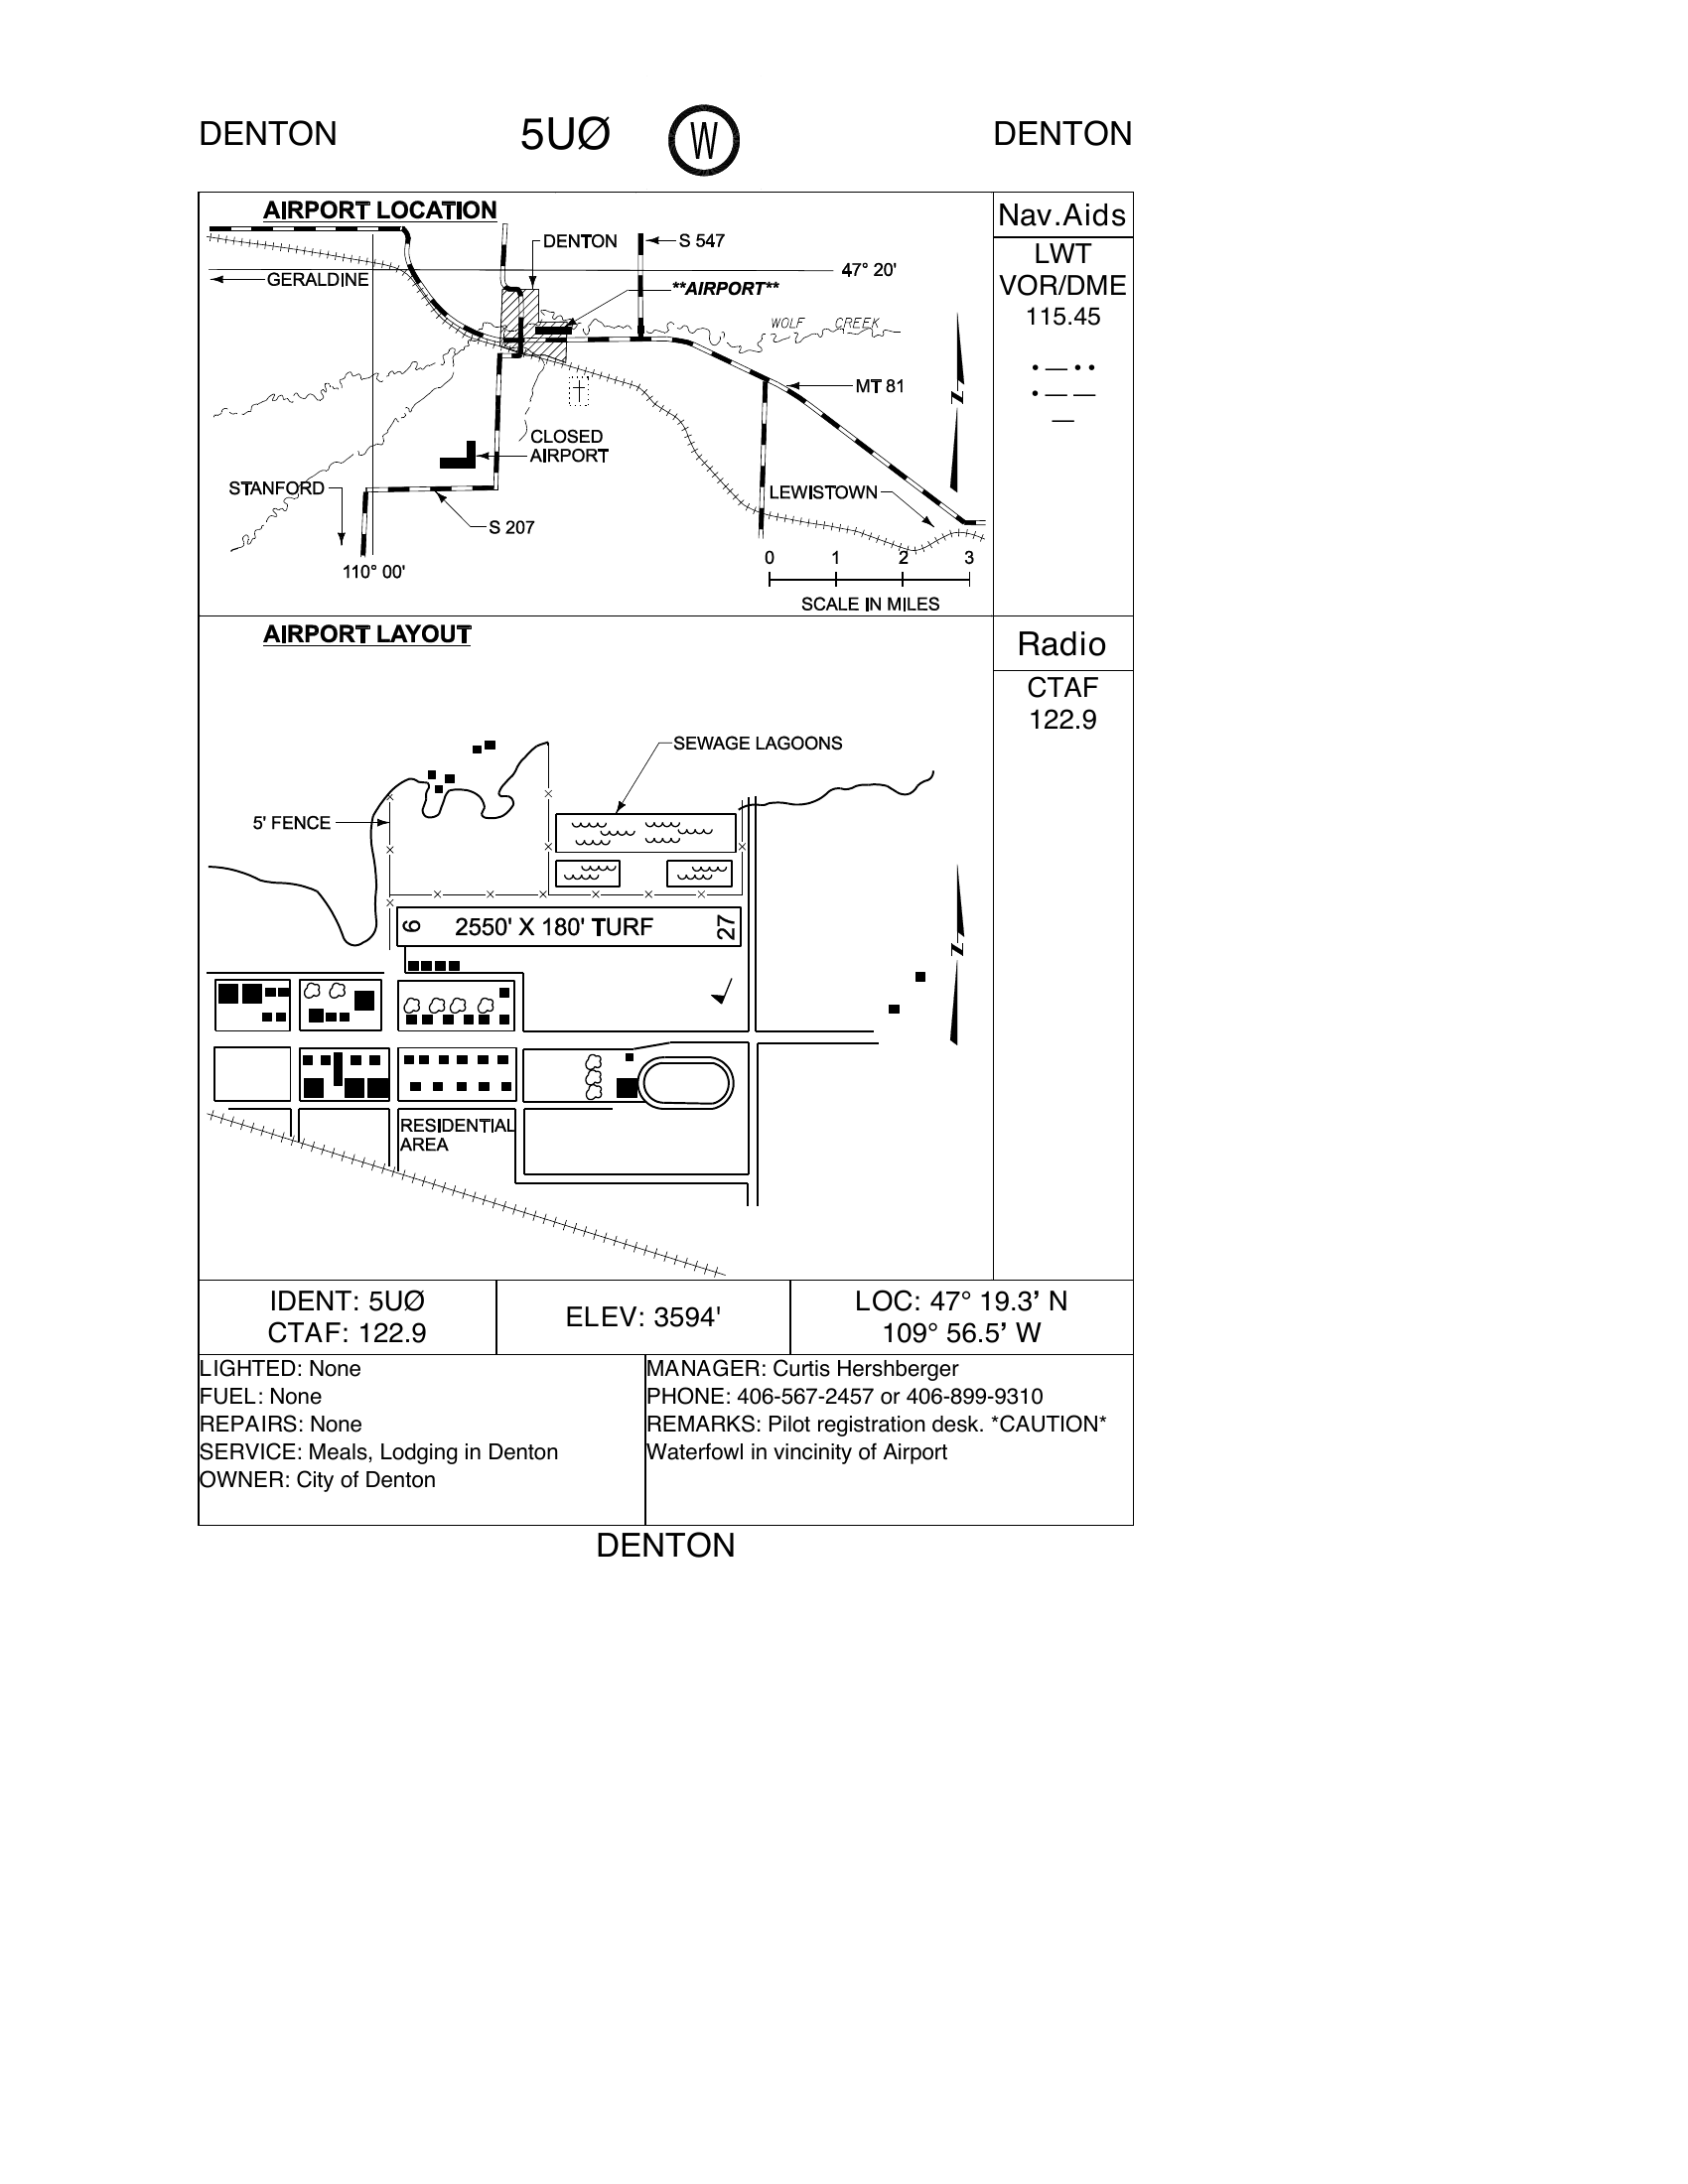 DENTON 5UØ W DENTON
AIRPORT LOCATION
Nav.Aids
LWT
VOR/DME
115.45
• — • •
• — —
—
DENTON
S 547
47° 20'
GERALDINE
**AIRPORT**
WOLF CREEK
MT 81
N
CLOSED
AIRPORT
STANFORD
LEWISTOWN
S 207
110° 00'
0 1 2 3
SCALE IN MILES
AIRPORT LAYOUT
Radio
CTAF
122.9
SEWAGE LAGOONS
5' FENCE
9 2550' X 180' TURF 27
N
RESIDENTIAL
AREA
IDENT: 5UØ
CTAF: 122.9
ELEV: 3594'
LOC: 47° 19.3’ N
109° 56.5’ W
LIGHTED: None
FUEL: None
REPAIRS: None
SERVICE: Meals, Lodging in Denton
OWNER: City of Denton
MANAGER: Curtis Hershberger
PHONE: 406-567-2457 or 406-899-9310
REMARKS: Pilot registration desk. *CAUTION*
Waterfowl in vincinity of Airport
DENTON